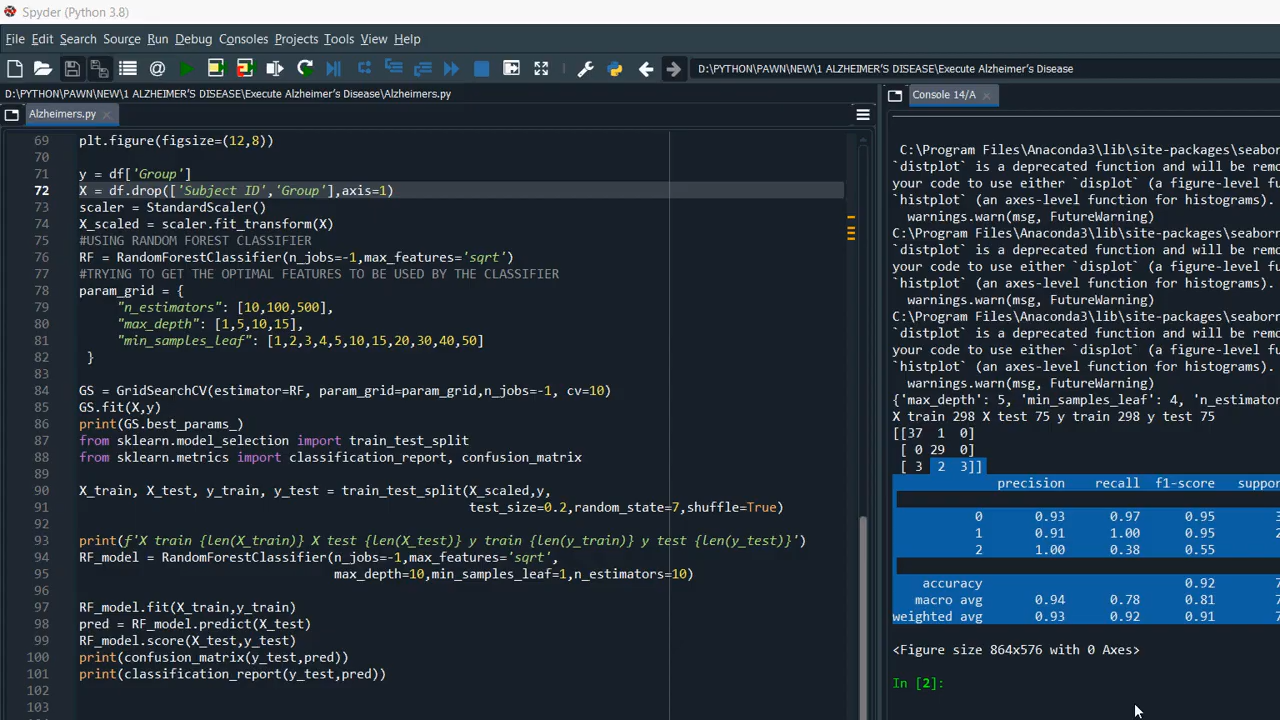 Spyder (Python 3.8)
File Edit Search Source Run Debug Consoles Projects Tools View Help
D:\PYTHON\PAWN\NEW\1 ALZHEIMER'S DISEASE\Execute Alzheimer's Disease
D:\PYTHON\PAWN\NEW\1 ALZHEIMER'S DISEASE\Execute Alzheimer's Disease\Alzheimers.py
Alzheimers.py
69 plt.figure(figsize=(12,8))
70
71 y = df['Group']
72 X = df.drop(['Subject ID','Group'],axis=1)
73 scaler = StandardScaler()
74 X_scaled = scaler.fit_transform(X)
75 #USING RANDOM FOREST CLASSIFIER
76 RF = RandomForestClassifier(n_jobs=-1,max_features='sqrt')
77 #TRYING TO GET THE OPTIMAL FEATURES TO BE USED BY THE CLASSIFIER
78 param_grid = {
79 "n_estimators": [10,100,500],
80 "max_depth": [1,5,10,15],
81 "min_samples_leaf": [1,2,3,4,5,10,15,20,30,40,50]
82 }
83
84 GS = GridSearchCV(estimator=RF, param_grid=param_grid,n_jobs=-1, cv=10)
85 GS.fit(X,y)
86 print(GS.best_params_)
87 from sklearn.model_selection import train_test_split
88 from sklearn.metrics import classification_report, confusion_matrix
89
90 X_train, X_test, y_train, y_test = train_test_split(X_scaled,y,
91 test_size=0.2,random_state=7,shuffle=True)
92
93 print(f'X train {len(X_train)} X test {len(X_test)} y train {len(y_train)} y test {len(y_test)}')
94 RF_model = RandomForestClassifier(n_jobs=-1,max_features='sqrt',
95 max_depth=10,min_samples_leaf=1,n_estimators=10)
96
97 RF_model.fit(X_train,y_train)
98 pred = RF_model.predict(X_test)
99 RF_model.score(X_test,y_test)
100 print(confusion_matrix(y_test,pred))
101 print(classification_report(y_test,pred))
102
103
Console 14/A
C:\Program Files\Anaconda3\lib\site-packages\seabor
`distplot` is a deprecated function and will be remo
your code to use either `displot` (a figure-level fu
`histplot` (an axes-level function for histograms).
warnings.warn(msg, FutureWarning)
C:\Program Files\Anaconda3\lib\site-packages\seaborn
`distplot` is a deprecated function and will be remo
your code to use either `displot` (a figure-level fu
`histplot` (an axes-level function for histograms).
warnings.warn(msg, FutureWarning)
C:\Program Files\Anaconda3\lib\site-packages\seaborn
`distplot` is a deprecated function and will be remo
your code to use either `displot` (a figure-level fu
`histplot` (an axes-level function for histograms).
warnings.warn(msg, FutureWarning)
{'max_depth': 5, 'min_samples_leaf': 4, 'n_estimator
X train 298 X test 75 y train 298 y test 75
[[37 1 0]
[ 0 29 0]
[ 3 2 3]]
precision recall f1-score suppor
0 0.93 0.97 0.95 3
1 0.91 1.00 0.95 2
2 1.00 0.38 0.55
accuracy 0.92 7
macro avg 0.94 0.78 0.81 7
weighted avg 0.93 0.92 0.91 7
<Figure size 864x576 with 0 Axes>
In [2]: